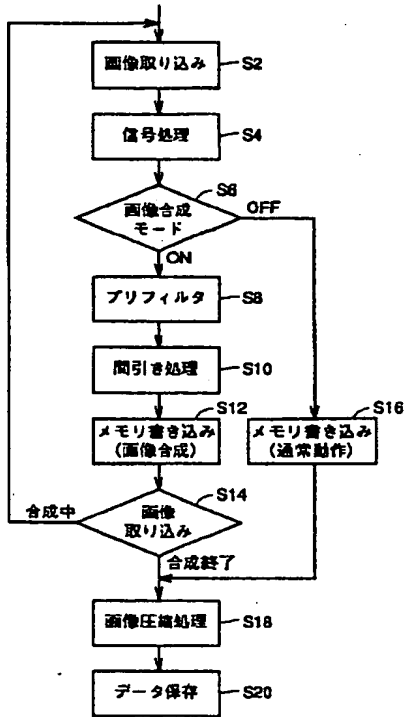 画像取り込み
S2
信号処理
S4
S6
画像合成
モード
OFF
ON
プリフィルタ
S8
間引き処理
S10
S12
メモリ書き込み
(画像合成)
S16
メモリ書き込み
(通常動作)
S14
画像
取り込み
合成中
合成終了
画像圧縮処理
S18
データ保存
S20